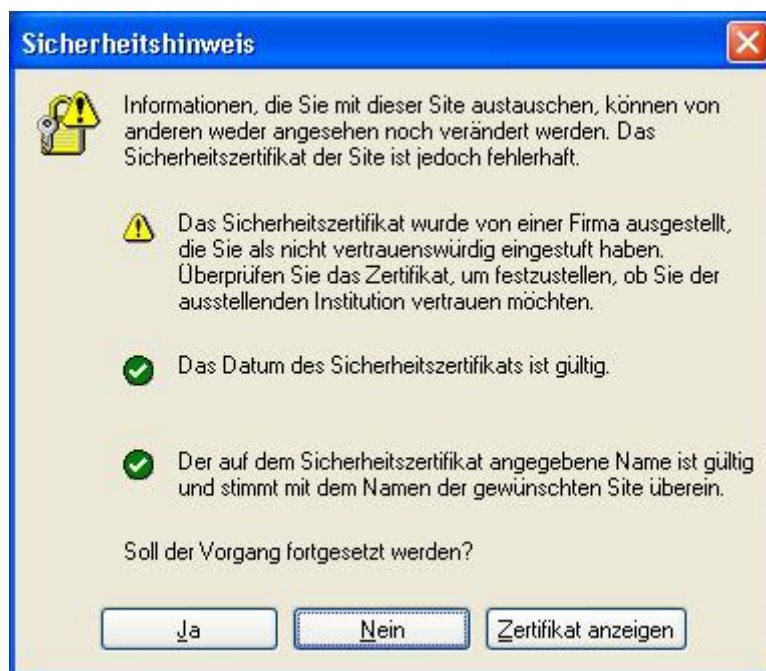 Sicherheitshinweis
Informationen, die Sie mit dieser Site austauschen, können von
anderen weder angesehen noch verändert werden. Das
Sicherheitszertifikat der Site ist jedoch fehlerhaft.
Das Sicherheitszertifikat wurde von einer Firma ausgestellt,
die Sie als nicht vertrauenswürdig eingestuft haben.
Überprüfen Sie das Zertifikat, um festzustellen, ob Sie der
ausstellenden Institution vertrauen möchten.
Das Datum des Sicherheitszertifikats ist gültig.
Der auf dem Sicherheitszertifikat angegebene Name ist gültig
und stimmt mit dem Namen der gewünschten Site überein.
Soll der Vorgang fortgesetzt werden?
Ja Nein Zertifikat anzeigen